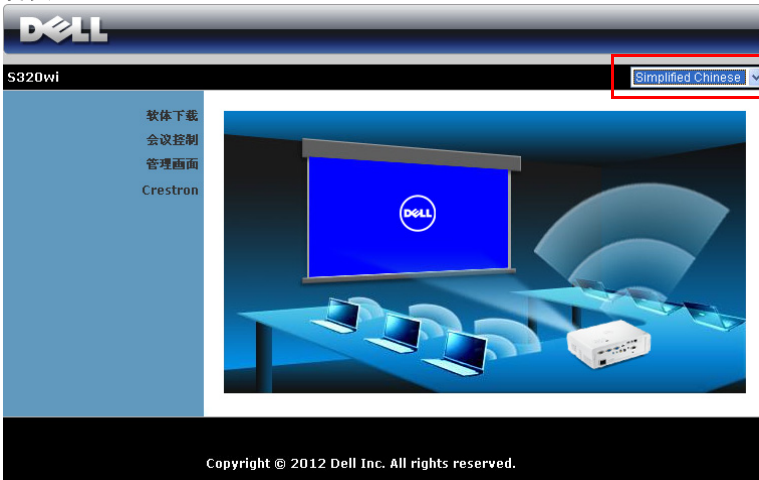 DELL
S320wi
Simplified Chinese
软体下载
会议控制
管理画面
Crestron
DELL
Copyright © 2012 Dell Inc. All rights reserved.